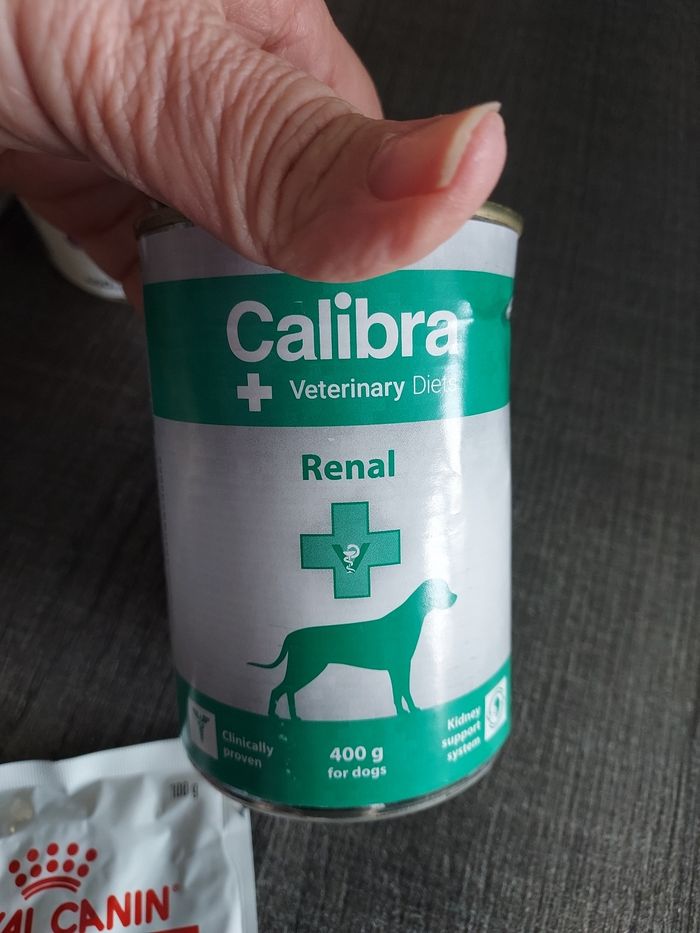 Calibra
Veterinary Diets
Renal
V
Clinically
proven
400 g
for dogs
Kidney
support
system
100 g
AL CANIN